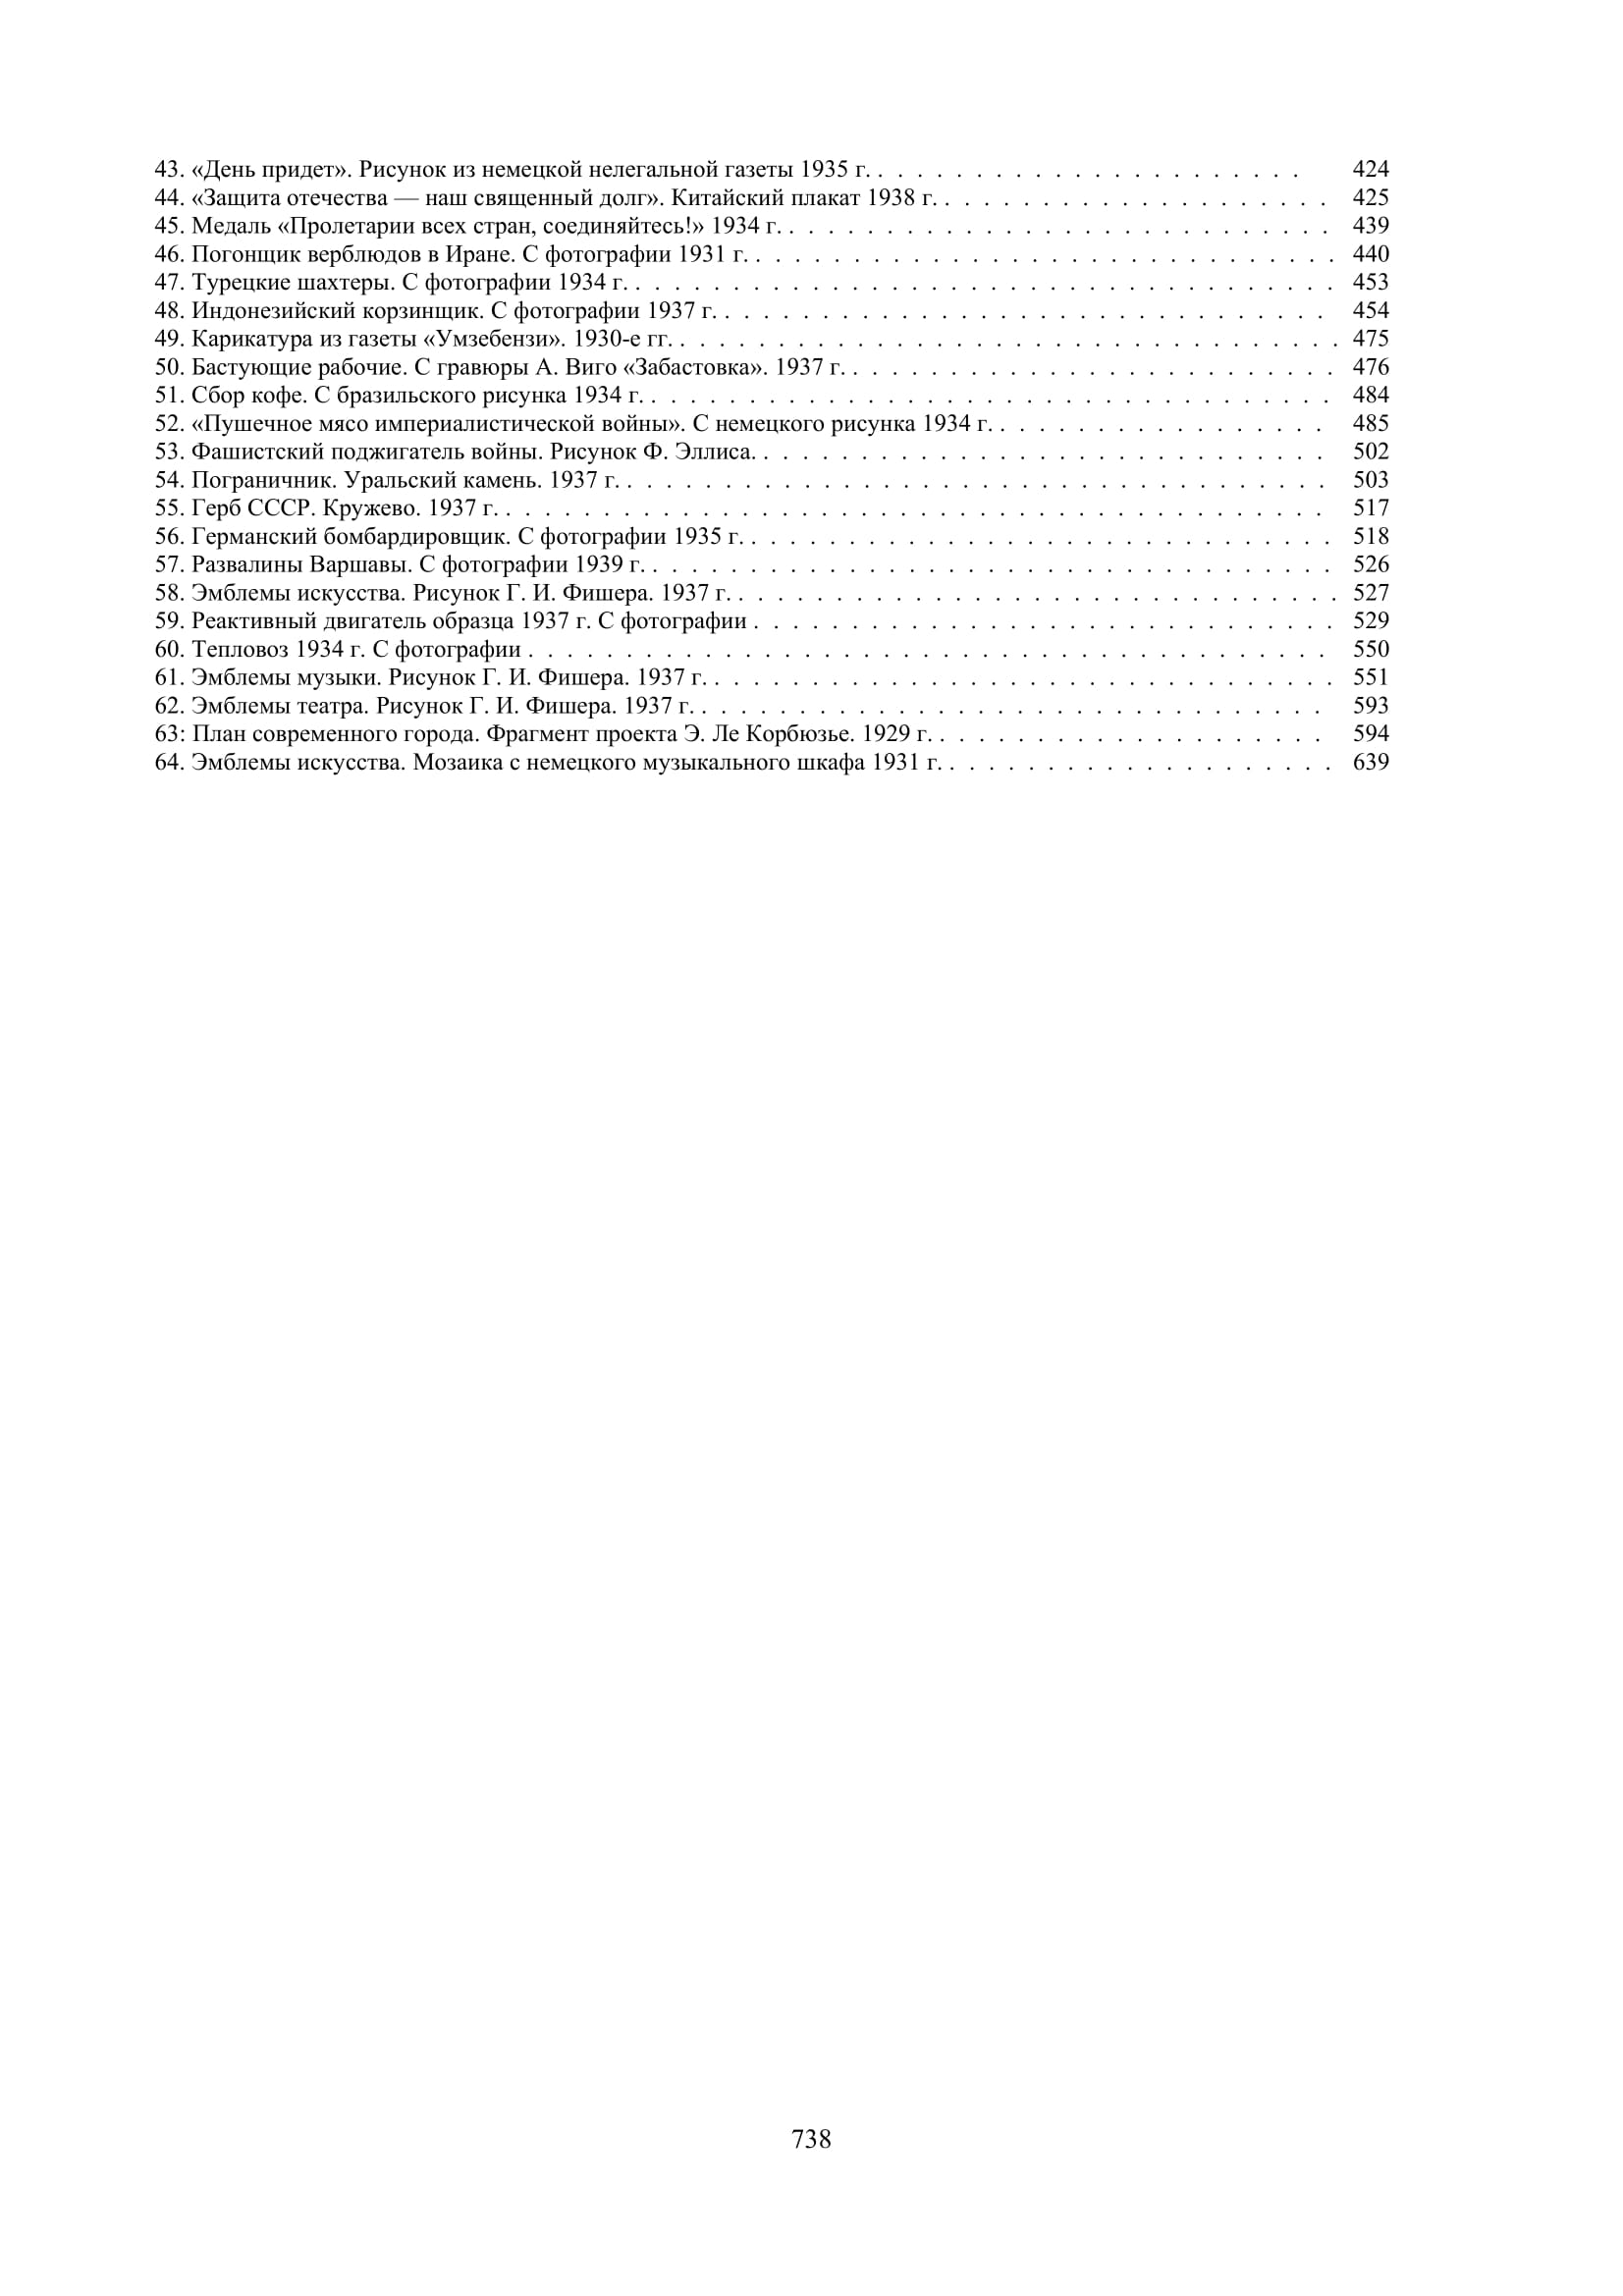 43. «День придет». Рисунок из немецкой нелегальной газеты 1935 г. . . . . . . . . . . . . . . . . . . . . . . 424
44. «Защита отечества — наш священный долг». Китайский плакат 1938 г. . . . . . . . . . . . . . . . . . . . . 425
45. Медаль «Пролетарии всех стран, соединяйтесь!» 1934 г. . . . . . . . . . . . . . . . . . . . . . . . . . . . . 439
46. Погонщик верблюдов в Иране. С фотографии 1931 г. . . . . . . . . . . . . . . . . . . . . . . . . . . . . . . 440
47. Турецкие шахтеры. С фотографии 1934 г. . . . . . . . . . . . . . . . . . . . . . . . . . . . . . . . . . . . . 453
48. Индонезийский корзинщик. С фотографии 1937 г. . . . . . . . . . . . . . . . . . . . . . . . . . . . . . . . 454
49. Карикатура из газеты «Умзебензи». 1930-е гг. . . . . . . . . . . . . . . . . . . . . . . . . . . . . . . . . . . 475
50. Бастующие рабочие. С гравюры А. Виго «Забастовка». 1937 г. . . . . . . . . . . . . . . . . . . . . . . . . . 476
51. Сбор кофе. С бразильского рисунка 1934 г. . . . . . . . . . . . . . . . . . . . . . . . . . . . . . . . . . . . 484
52. «Пушечное мясо империалистической войны». С немецкого рисунка 1934 г. . . . . . . . . . . . . . . . . . 485
53. Фашистский поджигатель войны. Рисунок Ф. Эллиса. . . . . . . . . . . . . . . . . . . . . . . . . . . . . . 502
54. Пограничник. Уральский камень. 1937 г. . . . . . . . . . . . . . . . . . . . . . . . . . . . . . . . . . . . . 503
55. Герб СССР. Кружево. 1937 г. . . . . . . . . . . . . . . . . . . . . . . . . . . . . . . . . . . . . . . . . . . 517
56. Германский бомбардировщик. С фотографии 1935 г. . . . . . . . . . . . . . . . . . . . . . . . . . . . . . . 518
57. Развалины Варшавы. С фотографии 1939 г. . . . . . . . . . . . . . . . . . . . . . . . . . . . . . . . . . . . 526
58. Эмблемы искусства. Рисунок Г. И. Фишера. 1937 г. . . . . . . . . . . . . . . . . . . . . . . . . . . . . . . . 527
59. Реактивный двигатель образца 1937 г. С фотографии . . . . . . . . . . . . . . . . . . . . . . . . . . . . . . 529
60. Тепловоз 1934 г. С фотографии . . . . . . . . . . . . . . . . . . . . . . . . . . . . . . . . . . . . . . . . . 550
61. Эмблемы музыки. Рисунок Г. И. Фишера. 1937 г. . . . . . . . . . . . . . . . . . . . . . . . . . . . . . . . . 551
62. Эмблемы театра. Рисунок Г. И. Фишера. 1937 г. . . . . . . . . . . . . . . . . . . . . . . . . . . . . . . . . 593
63: План современного города. Фрагмент проекта Э. Ле Корбюзье. 1929 г. . . . . . . . . . . . . . . . . . . . . 594
64. Эмблемы искусства. Мозаика с немецкого музыкального шкафа 1931 г. . . . . . . . . . . . . . . . . . . . . 639
738